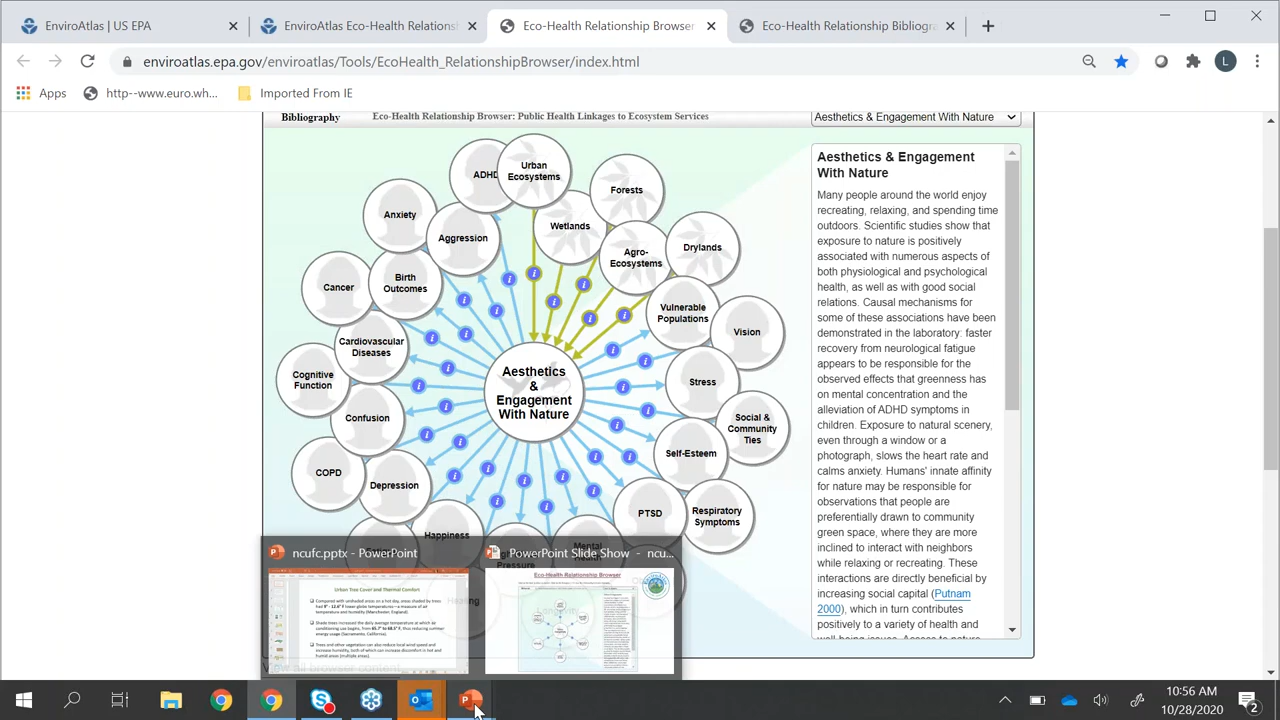 EnviroAtlas | US EPA
EnviroAtlas Eco-Health Relations
Eco-Health Relationship Browser
Eco-Health Relationship Bibliogr
enviroatlas.epa.gov/enviroatlas/Tools/EcoHealth_RelationshipBrowser/index.html
L
Apps
http--www.euro.wh...
Imported From IE
Bibliography
Eco-Health Relationship Browser: Public Health Linkages to Ecosystem Services
Aesthetics & Engagement With Nature
ADHD
Urban
Ecosystems
Forests
Anxiety
Aggression
Wetlands
Agro-
Ecosystems
Drylands
Cancer
Birth
Outcomes
Vulnerable
Populations
Vision
Cardiovascular
Diseases
Cognitive
Function
Stress
Aesthetics
&
Engagement
With Nature
Confusion
Social &
Community
Ties
COPD
Depression
Self-Esteem
Happiness
PTSD
Respiratory
Symptoms
Aesthetics & Engagement
With Nature
Many people around the world enjoy
recreating, relaxing, and spending time
outdoors. Scientific studies show that
exposure to nature is positively
associated with numerous aspects of
both physiological and psychological
health, as well as with good social
relations. Causal mechanisms for
some of these associations have been
demonstrated in the laboratory: faster
recovery from neurological fatigue
appears to be responsible for the
observed effects that greenness has
on mental concentration and the
alleviation of ADHD symptoms in
children. Exposure to natural scenery,
even through a window or a
photograph, slows the heart rate and
calms anxiety. Humans' innate affinity
for nature may be responsible for
observations that people are
preferentially drawn to community
green space, where they are more
inclined to interact with neighbors
while relaxing or recreating. These
interactions are directly beneficial by
increasing social capital (Putnam
2000), which in turn contributes
positively to a variety of health and
ncufc.pptx - PowerPoint
PowerPoint Slide Show - ncu...
Urban Tree Cover and Thermal Comfort
Eco-Health Relationship Browser
10:56 AM
10/28/2020
2